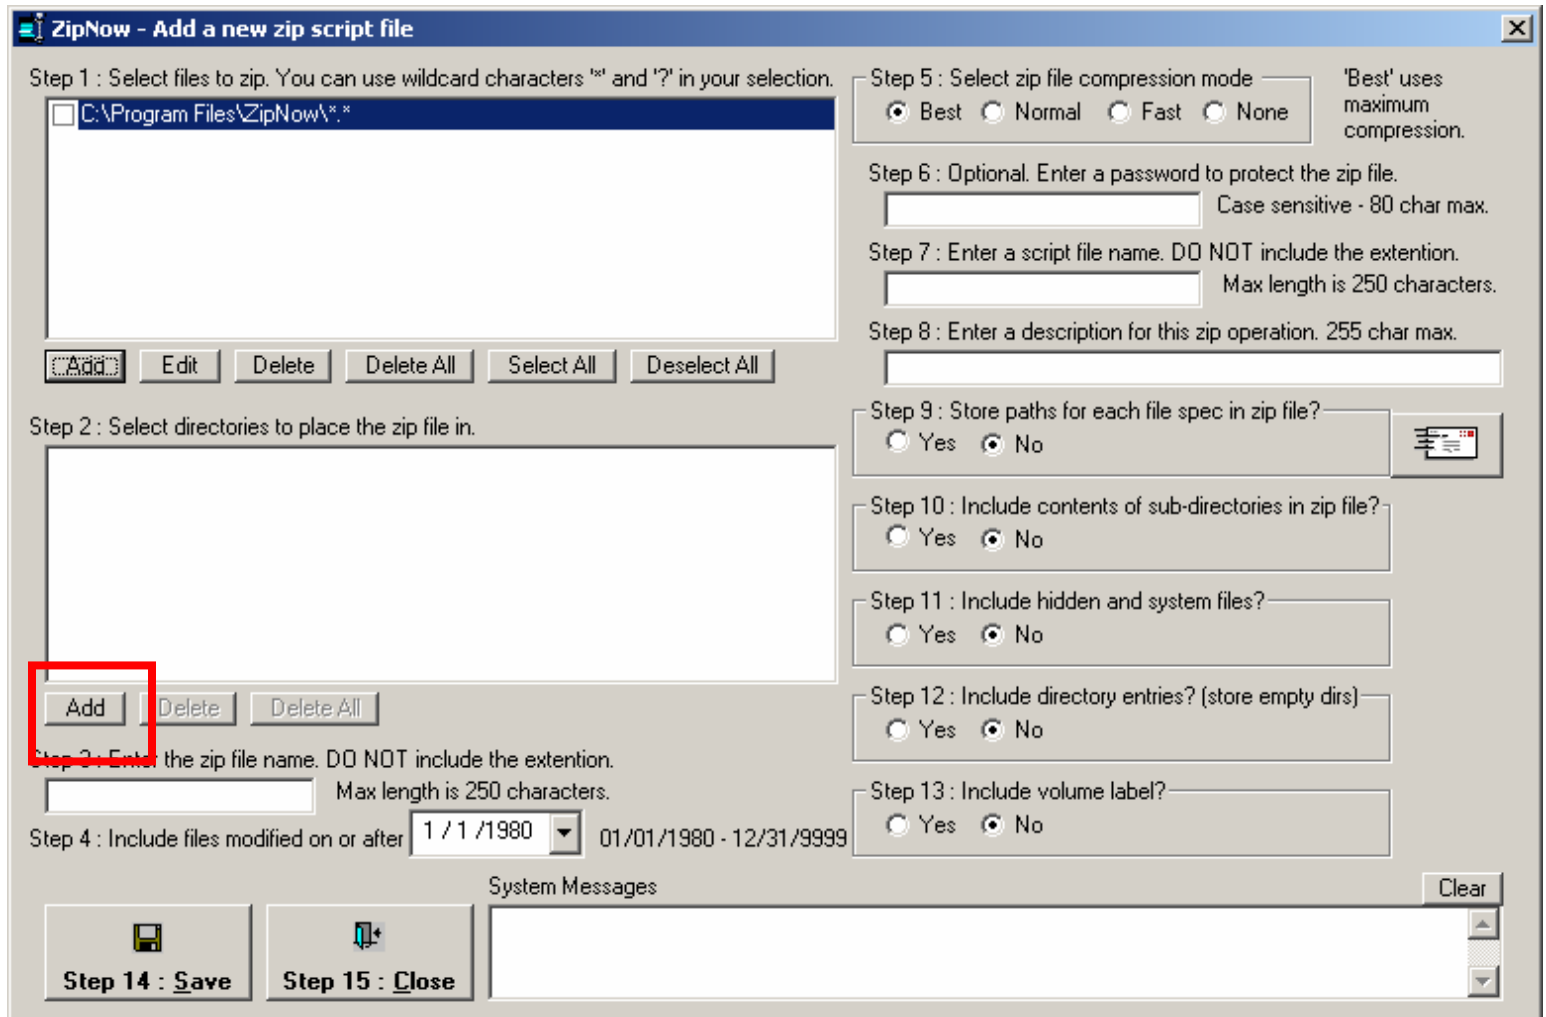 ZipNow - Add a new zip script file
Step 1 : Select files to zip. You can use wildcard characters '*' and '?' in your selection.
C:\Program Files\ZipNow\*.*
Add Edit Delete Delete All Select All Deselect All
Step 2 : Select directories to place the zip file in.
Add Delete Delete All
Step 3 : Enter the zip file name. DO NOT include the extention.
Max length is 250 characters.
Step 4 : Include files modified on or after 1 / 1 /1980 01/01/1980 - 12/31/9999
Step 5 : Select zip file compression mode
Best Normal Fast None
'Best' uses
maximum
compression.
Step 6 : Optional. Enter a password to protect the zip file.
Case sensitive - 80 char max.
Step 7 : Enter a script file name. DO NOT include the extention.
Max length is 250 characters.
Step 8 : Enter a description for this zip operation. 255 char max.
Step 9 : Store paths for each file spec in zip file?
Yes No
Step 10 : Include contents of sub-directories in zip file?
Yes No
Step 11 : Include hidden and system files?
Yes No
Step 12 : Include directory entries? (store empty dirs)
Yes No
Step 13 : Include volume label?
Yes No
Step 14 : Save
Step 15 : Close
System Messages
Clear